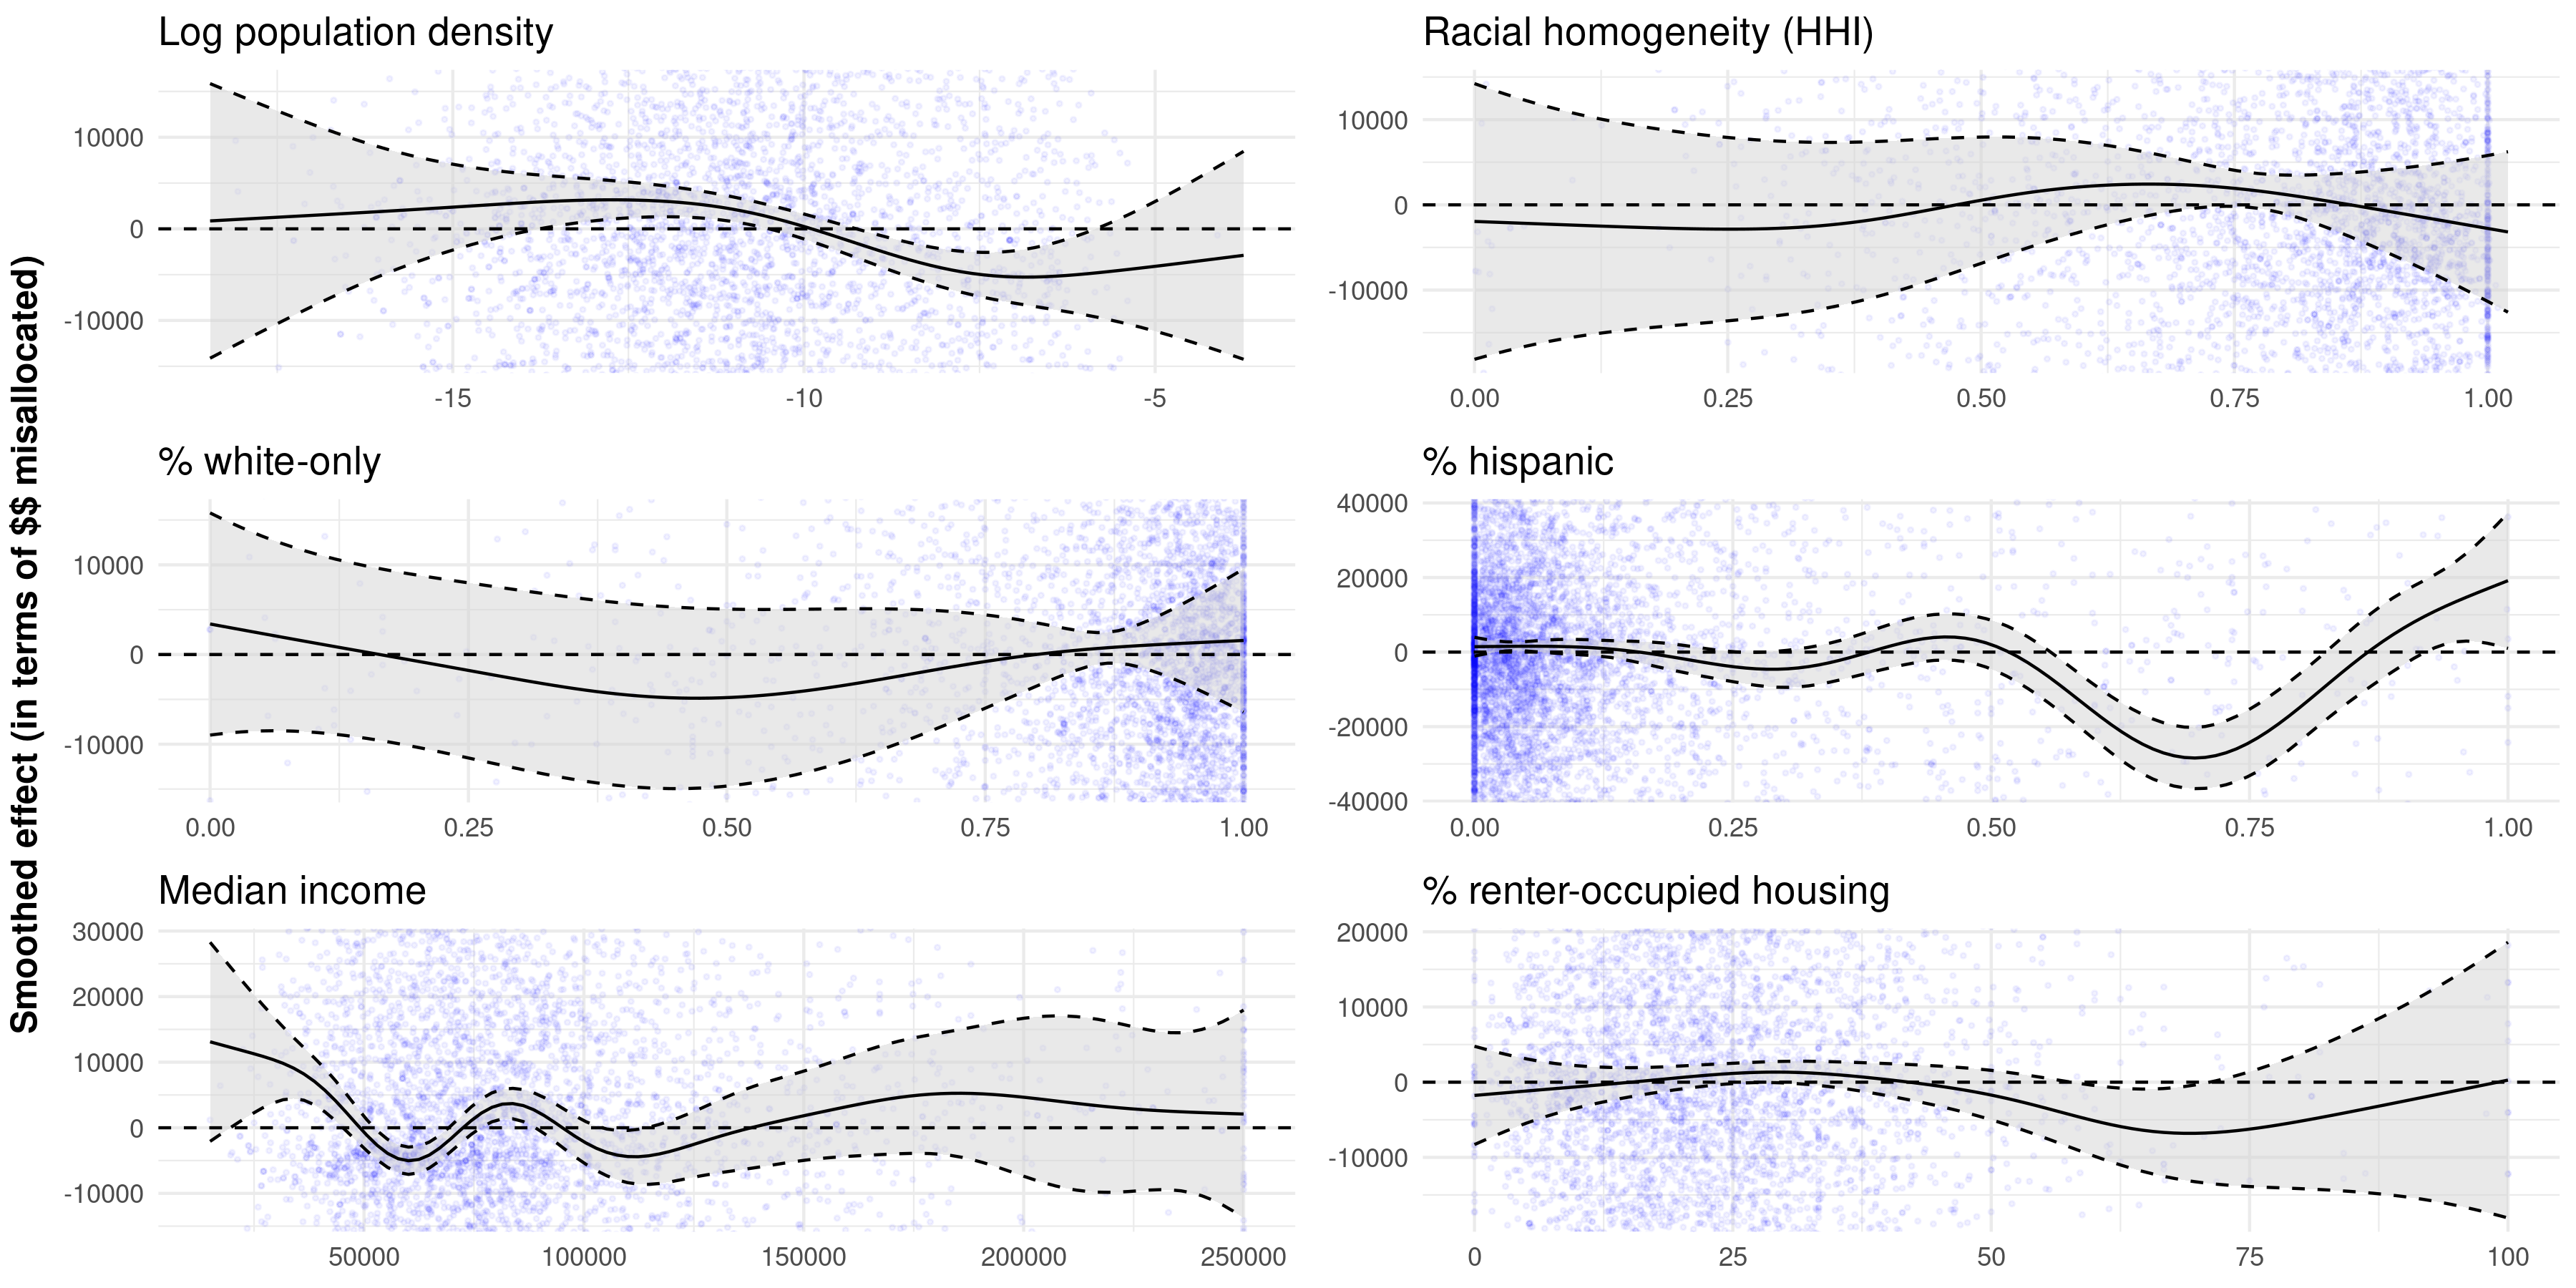 Smoothed effect (in terms of $$ misallocated)
Log population density
10000
0
-10000
-15 -10 -5
Racial homogeneity (HHI)
10000
0
-10000
0.00 0.25 0.50 0.75 1.00
% white-only
10000
0
-10000
0.00 0.25 0.50 0.75 1.00
% hispanic
40000
20000
0
-20000
-40000
0.00 0.25 0.50 0.75 1.00
Median income
30000
20000
10000
0
-10000
50000 100000 150000 200000 250000
% renter-occupied housing
20000
10000
0
-10000
0 25 50 75 100